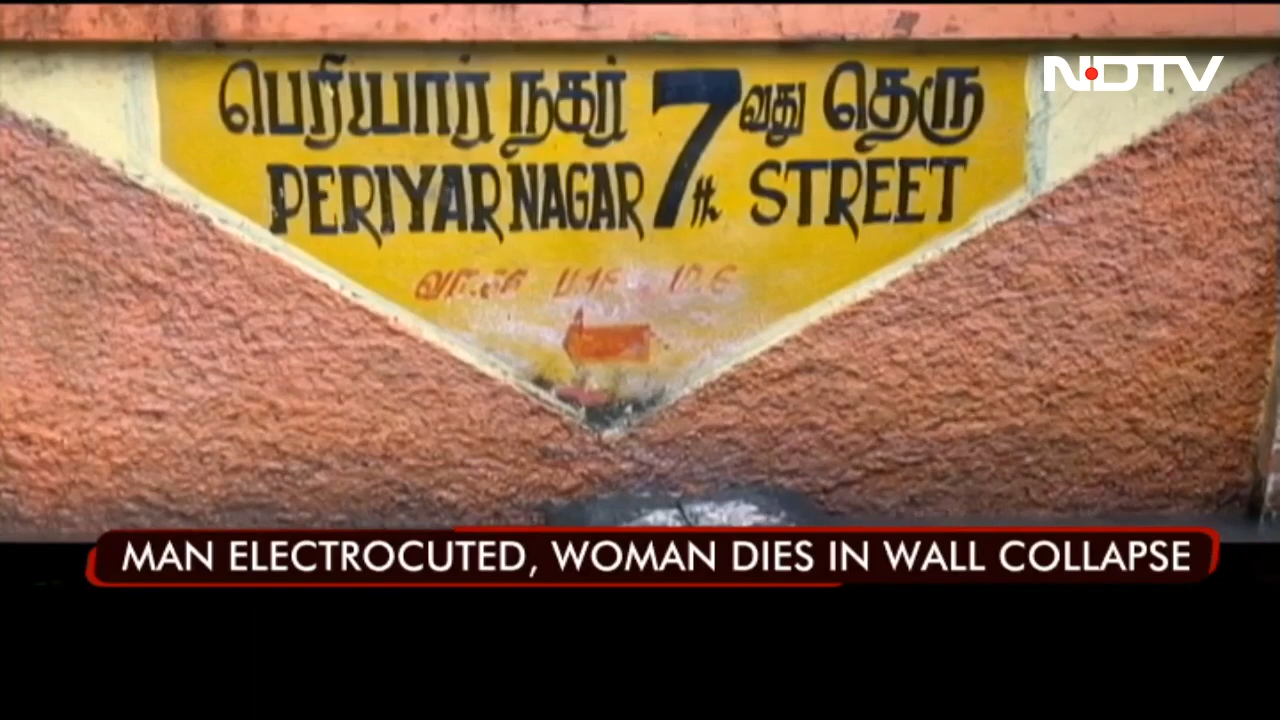 NDTV
பெரியார் நகர் 7வது தெரு
PERIYAR NAGAR 7th STREET
MAN ELECTROCUTED, WOMAN DIES IN WALL COLLAPSE